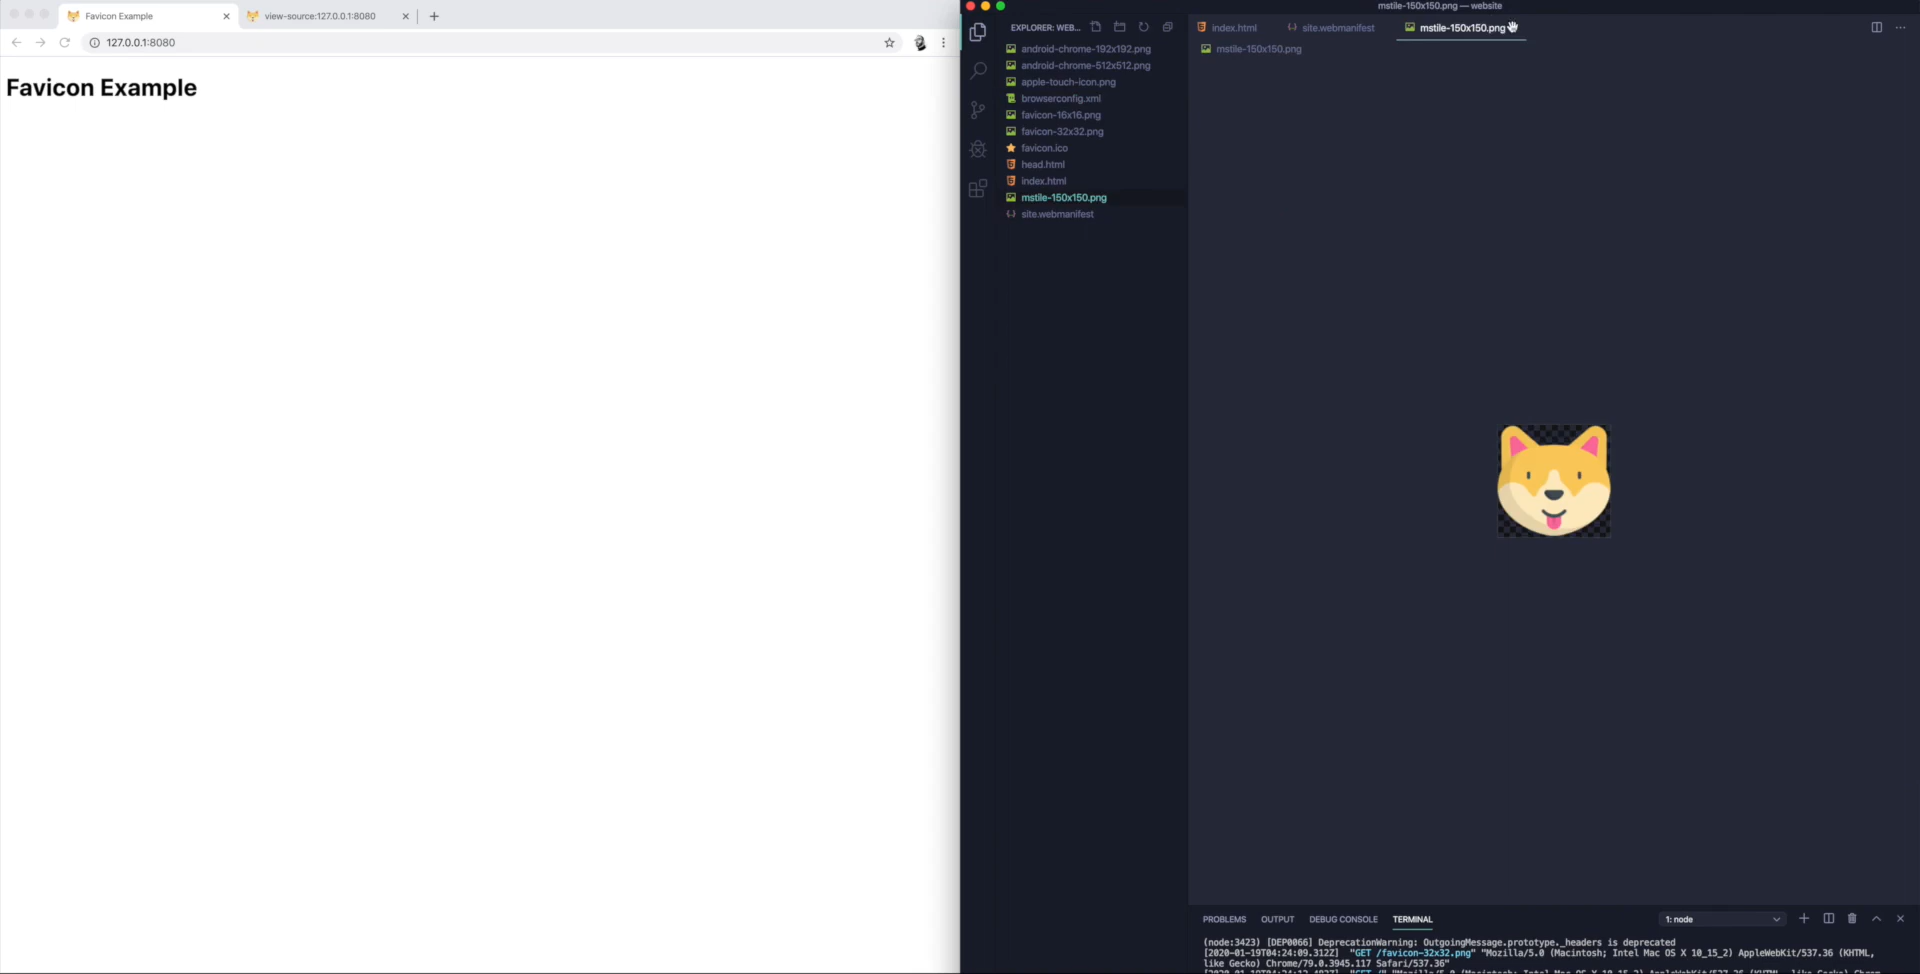 Favicon Example
view-source:127.0.0.1:8080
127.0.0.1:8080
Favicon Example
mstile-150x150.png — website
EXPLORER: WEB...
android-chrome-192x192.png
android-chrome-512x512.png
apple-touch-icon.png
browserconfig.xml
favicon-16x16.png
favicon-32x32.png
favicon.ico
head.html
index.html
mstile-150x150.png
site.webmanifest
index.html
site.webmanifest
mstile-150x150.png
mstile-150x150.png
PROBLEMS
OUTPUT
DEBUG CONSOLE
TERMINAL
1: node
(node:3423) [DEP0066] DeprecationWarning: OutgoingMessage.prototype._headers is deprecated
[2020-01-19T04:24:09.312Z] "GET /favicon-32x32.png" "Mozilla/5.0 (Macintosh; Intel Mac OS X 10_15_2) AppleWebKit/537.36 (KHTML,
like Gecko) Chrome/79.0.3945.117 Safari/537.36"